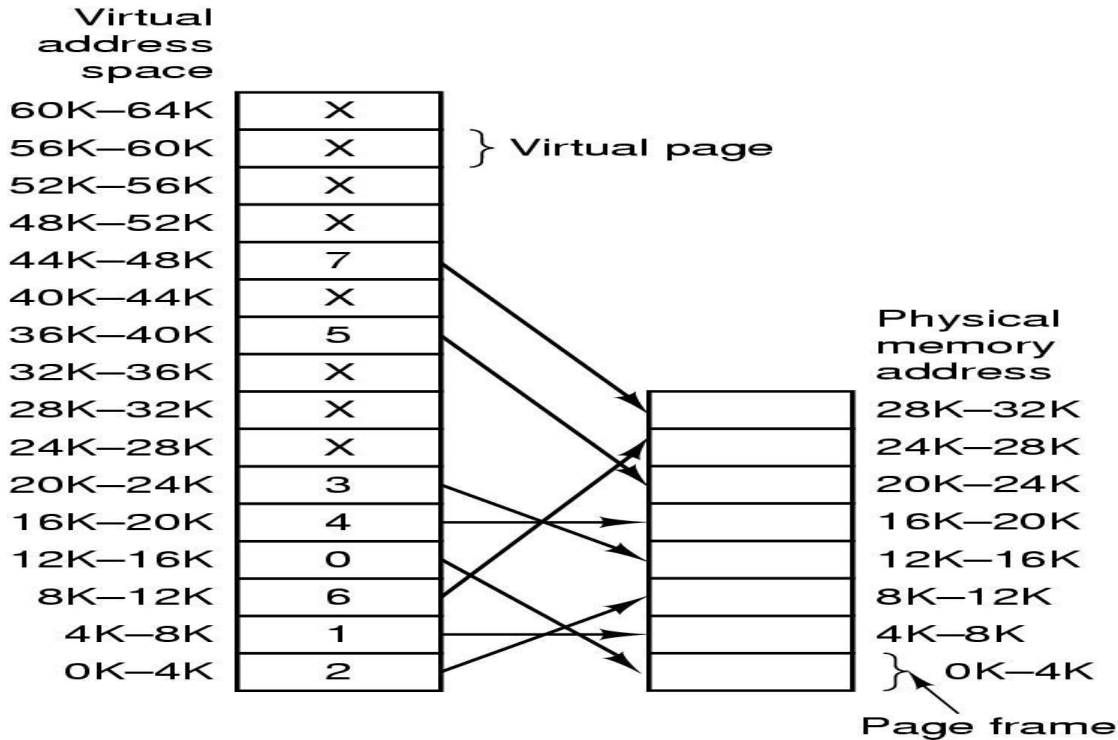 Virtual
address
space
60K–64K X
56K–60K X } Virtual page
52K–56K X
48K–52K X
44K–48K 7
40K–44K X
36K–40K 5
32K–36K X
28K–32K X
24K–28K X
20K–24K 3
16K–20K 4
12K–16K 0
8K–12K 6
4K–8K 1
0K–4K 2
Physical
memory
address
28K–32K
24K–28K
20K–24K
16K–20K
12K–16K
8K–12K
4K–8K
} 0K–4K
Page frame